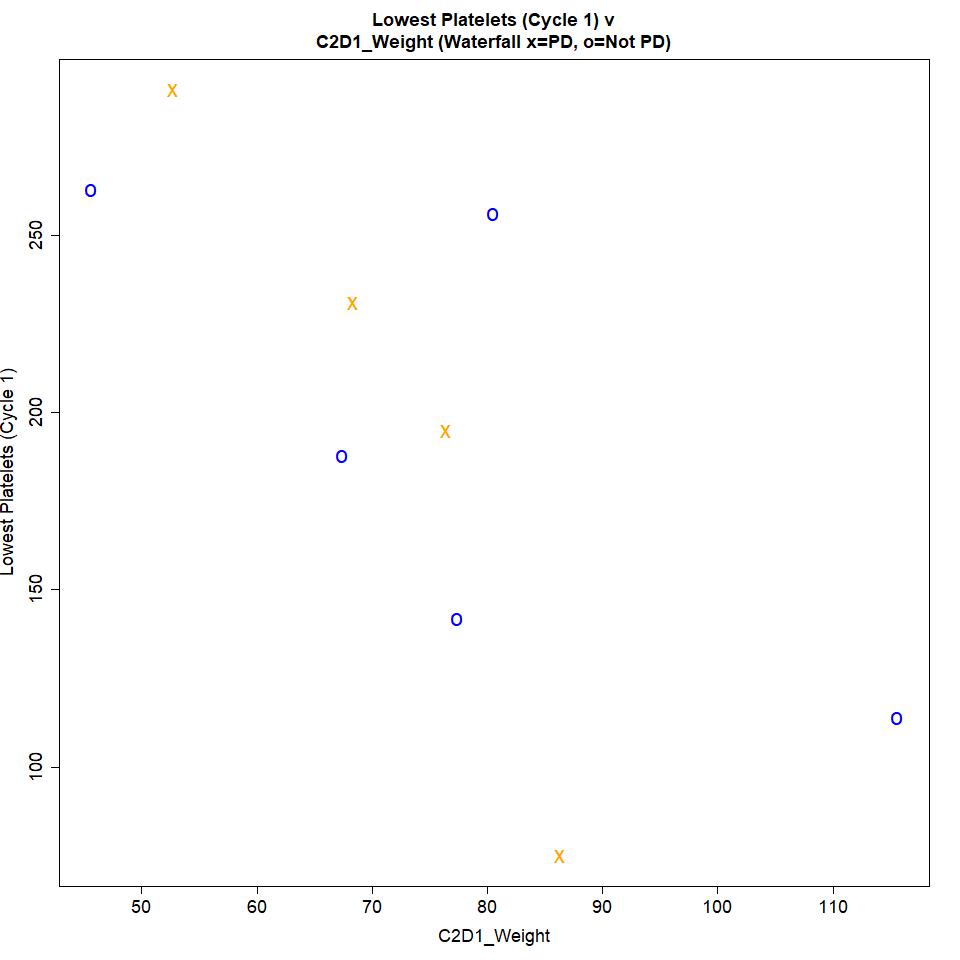 Lowest Platelets (Cycle 1) v
C2D1_Weight (Waterfall x=PD, o=Not PD)
Lowest Platelets (Cycle 1)
250
200
150
100
X
O
O
X
X
O
O
O
X
50 60 70 80 90 100 110
C2D1_Weight